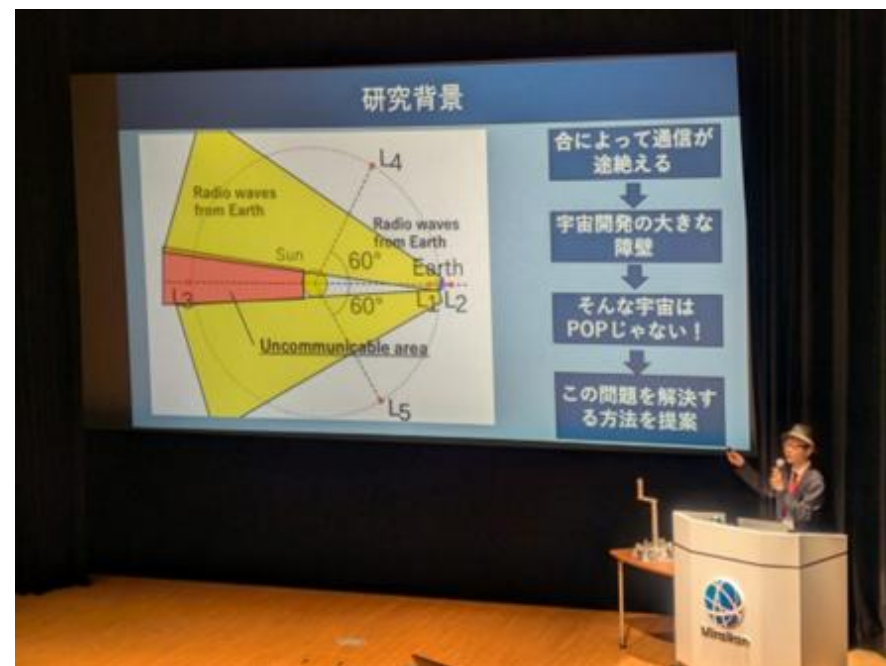 研究背景
L4
Radio waves
from Earth
Radio waves
from Earth
Sun
60°
Earth
L3
L1
L2
60°
Uncommunicable area
L5
合によって通信が
途絶える
宇宙開発の大きな
障壁
そんな宇宙は
POPじゃない！
この問題を解決す
る方法を提案
Miraikan